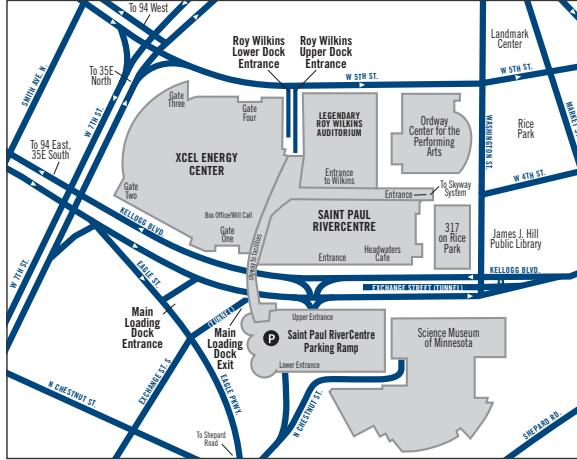 To 94 West
Roy Wilkins
Lower Dock
Entrance
Roy Wilkins
Upper Dock
Entrance
Landmark
Center
SMITH AVE N.
To 35E
North
W 5TH ST.
W 5TH ST.
Gate
Three
Gate
Four
LEGENDARY
ROY WILKINS
AUDITORIUM
Ordway
Center for the
Performing
Arts
Rice
Park
MARKET ST.
W 7TH ST.
WASHINGTON ST.
To 94 East,
35E South
XCEL ENERGY
CENTER
Entrance
to Wilkins
W 4TH ST.
To Skyway
System
Entrance
Gate
Two
KELLOGG BLVD.
Box Office/Will Call
Gate
One
SAINT PAUL
RIVERCENTRE
317
on Rice
Park
James J. Hill
Public Library
Headwaters
Cafe
Entrance
Skyway to facilities
W 7TH ST.
EAGLE ST.
KELLOGG BLVD.
EXCHANGE STREET (TUNNEL)
Main
Loading
Dock
Entrance
(TUNNEL)
Main
Loading
Dock
Exit
Upper Entrance
P
Saint Paul RiverCentre
Parking Ramp
Lower Entrance
Science Museum
of Minnesota
EXCHANGE ST. S
EAGLE PKWY.
N CHESTNUT ST.
N CHESTNUT ST.
To Shepard
Road
SHEPARD RD.